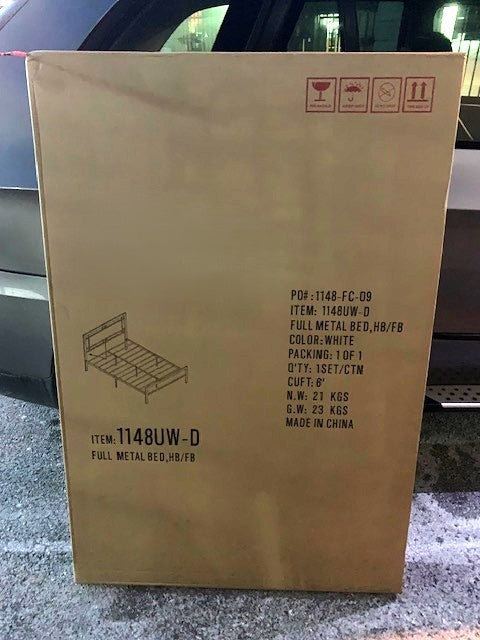 PO#:1148-FC-09
ITEM: 1148UW-D
FULL METAL BED,HB/FB
COLOR:WHITE
PACKING: 1 OF 1
Q'TY: 1SET/CTN
CUFT: 6'
N.W: 21 KGS
G.W: 23 KGS
MADE IN CHINA
ITEM:1148UW-D
FULL METAL BED,HB/FB